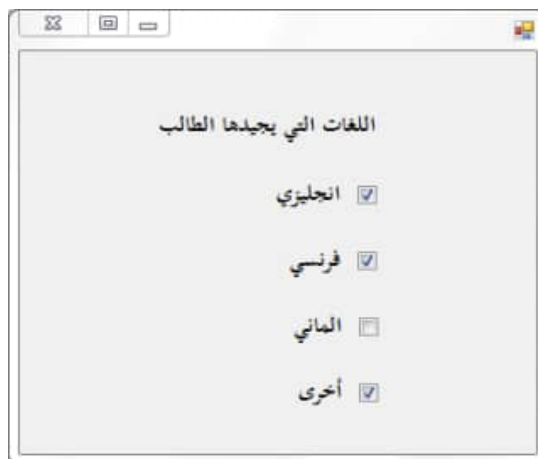 اللغات التي يجيدها الطالب
انجليزي
فرنسي
الماني
أخرى